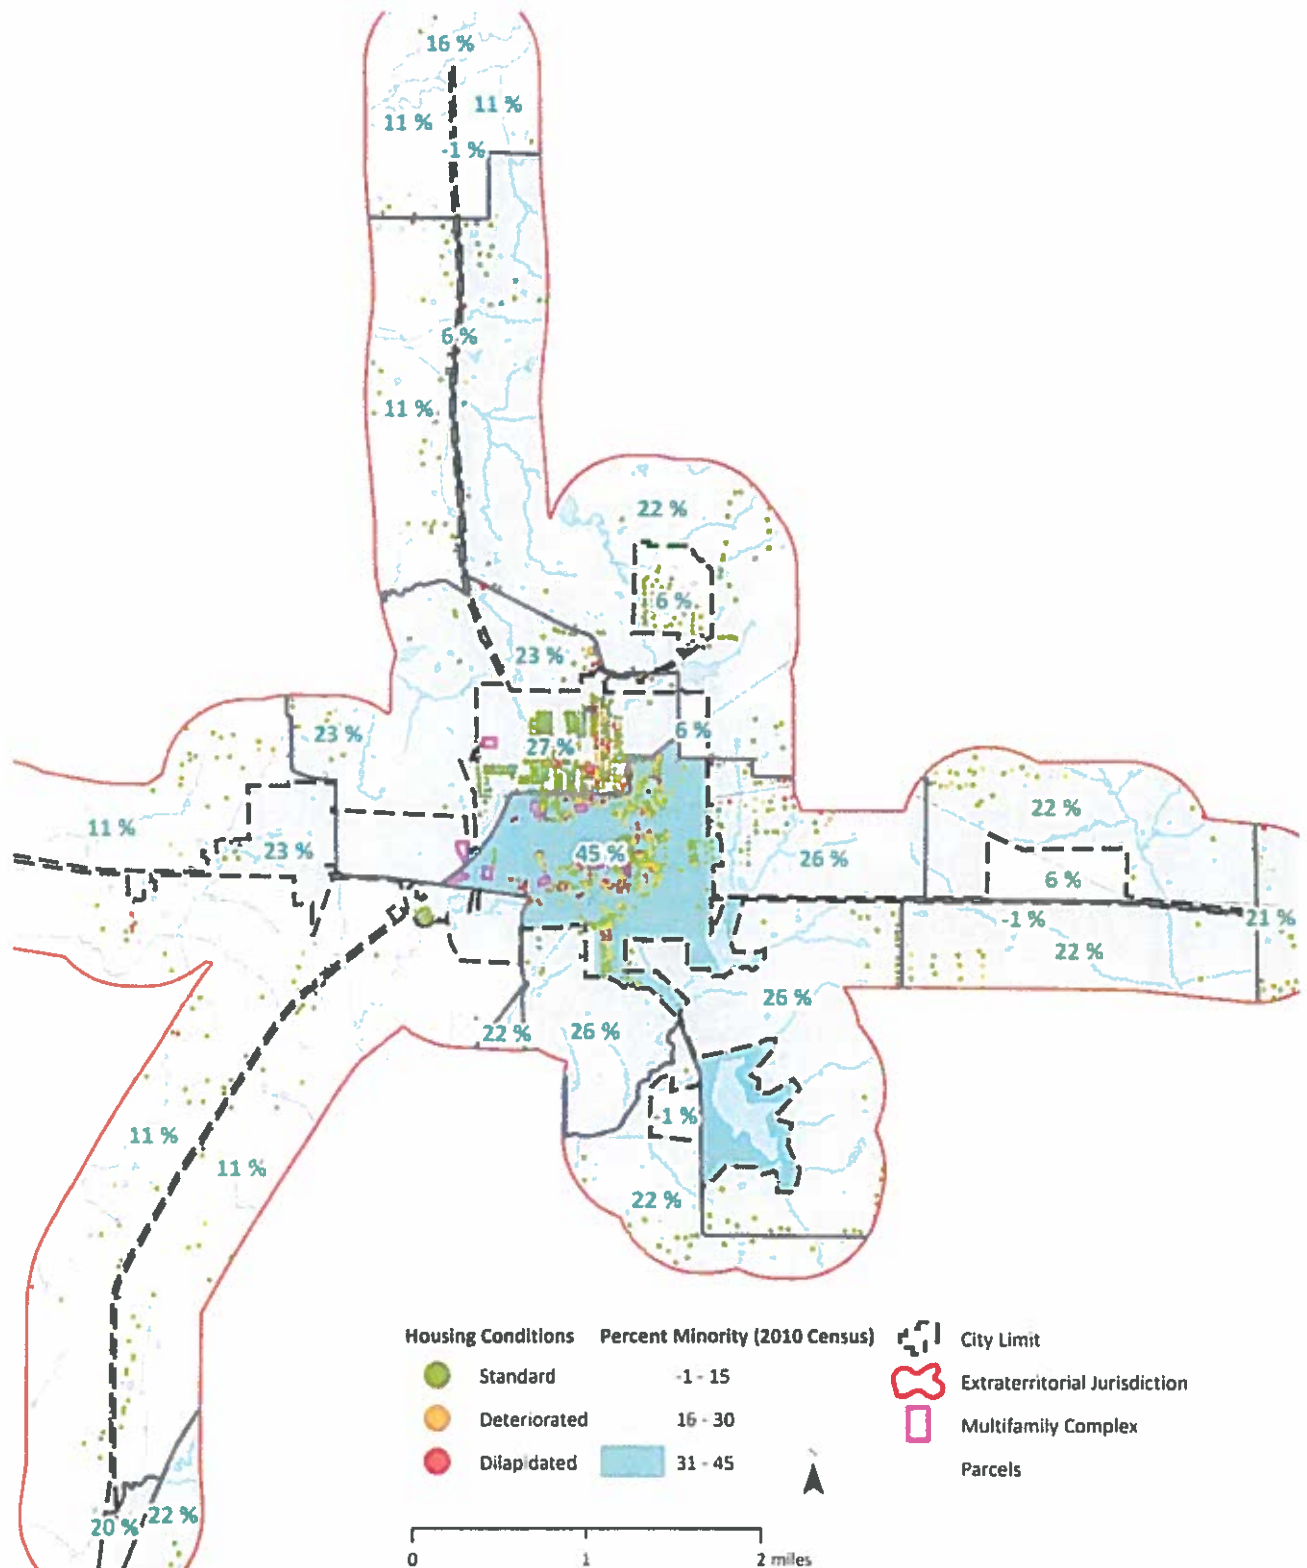 16 %
11 %
11 %
-1 %
6 %
11 %
22 %
6 %
23 %
6 %
23 %
27 %
22 %
11 %
23 %
45 %
26 %
6 %
-1 %
21 %
22 %
26 %
22 %
26 %
-1 %
11 %
11 %
22 %
20 %
22 %
Housing Conditions
Standard
Deteriorated
Dilapidated
Percent Minority (2010 Census)
-1 - 15
16 - 30
31 - 45
City Limit
Extraterritorial Jurisdiction
Multifamily Complex
Parcels
0 1 2 miles